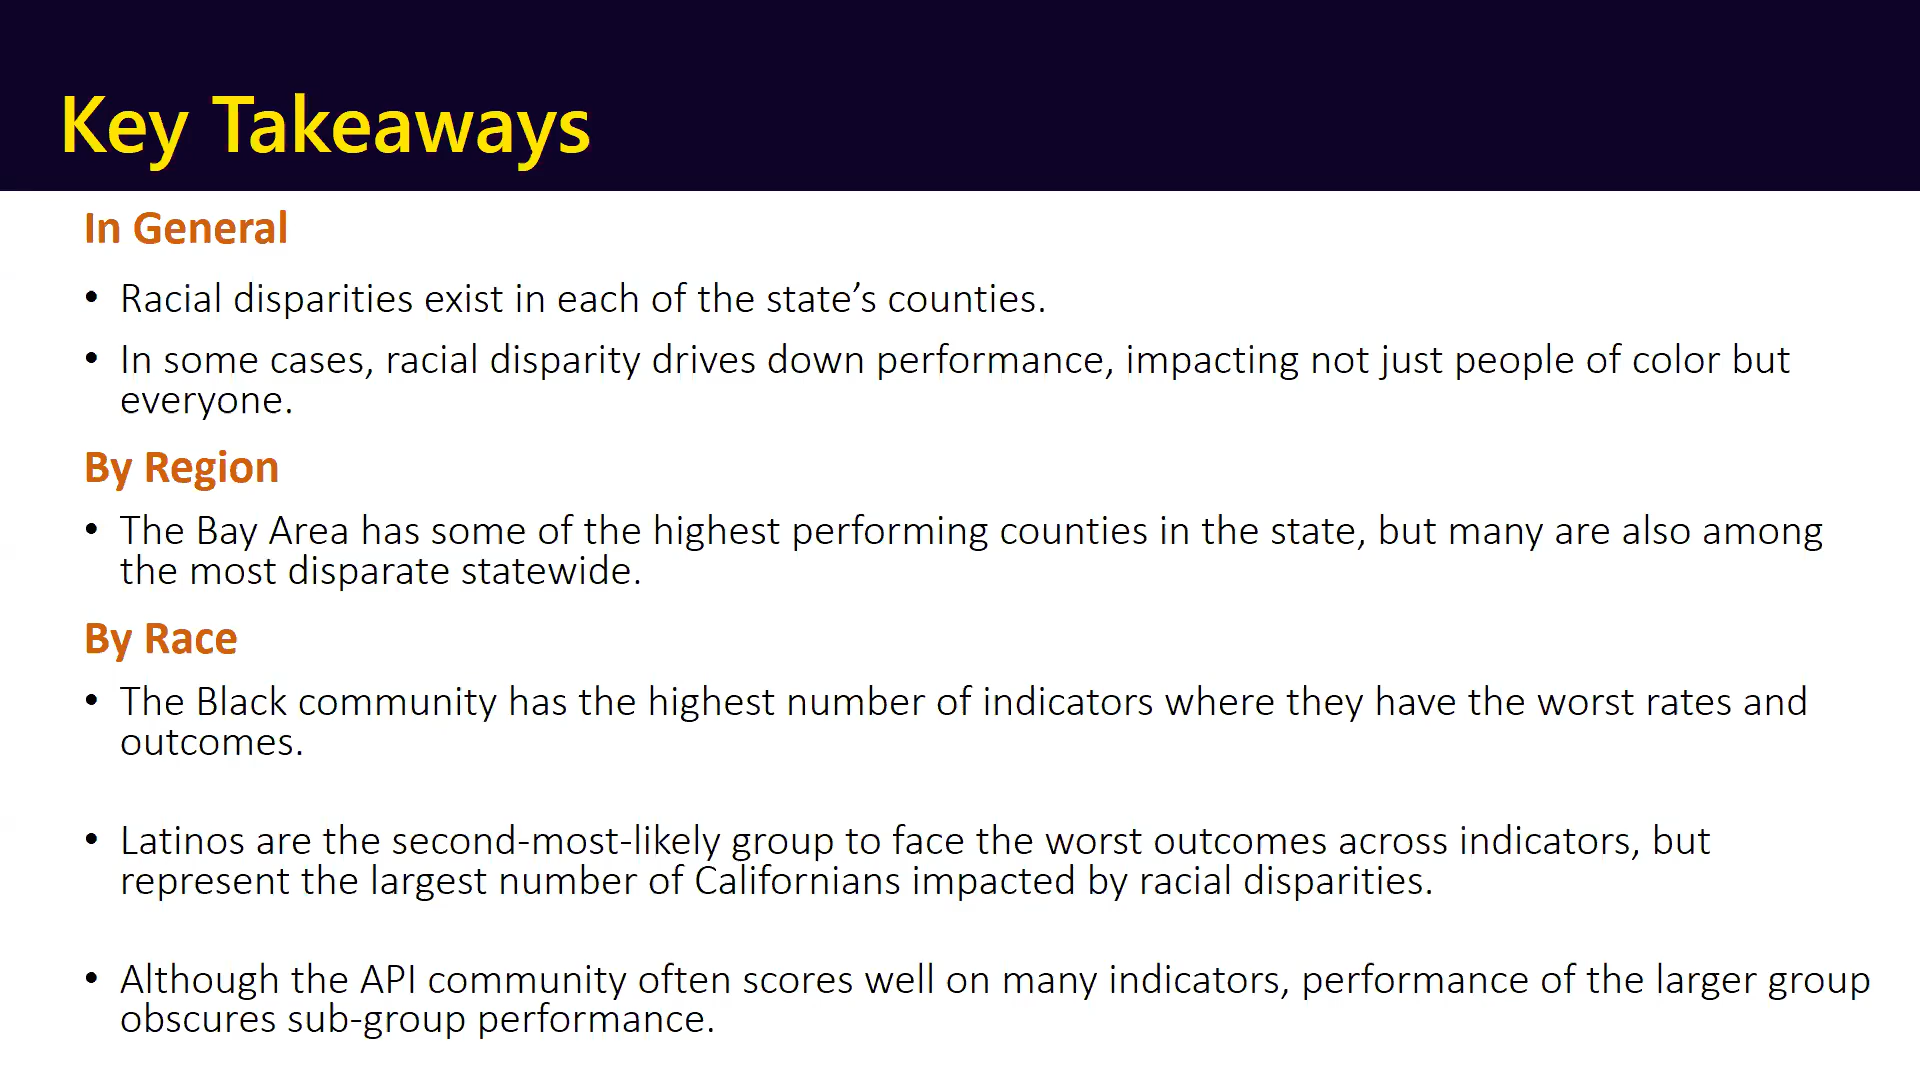 Key Takeaways
In General
• Racial disparities exist in each of the state’s counties.
• In some cases, racial disparity drives down performance, impacting not just people of color but
everyone.
By Region
• The Bay Area has some of the highest performing counties in the state, but many are also among
the most disparate statewide.
By Race
• The Black community has the highest number of indicators where they have the worst rates and
outcomes.
• Latinos are the second-most-likely group to face the worst outcomes across indicators, but
represent the largest number of Californians impacted by racial disparities.
• Although the API community often scores well on many indicators, performance of the larger group
obscures sub-group performance.